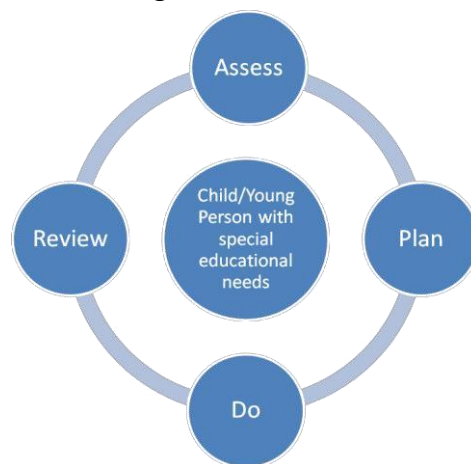 Assess
Child/Young
Person with
special
educational
needs
Review
Plan
Do